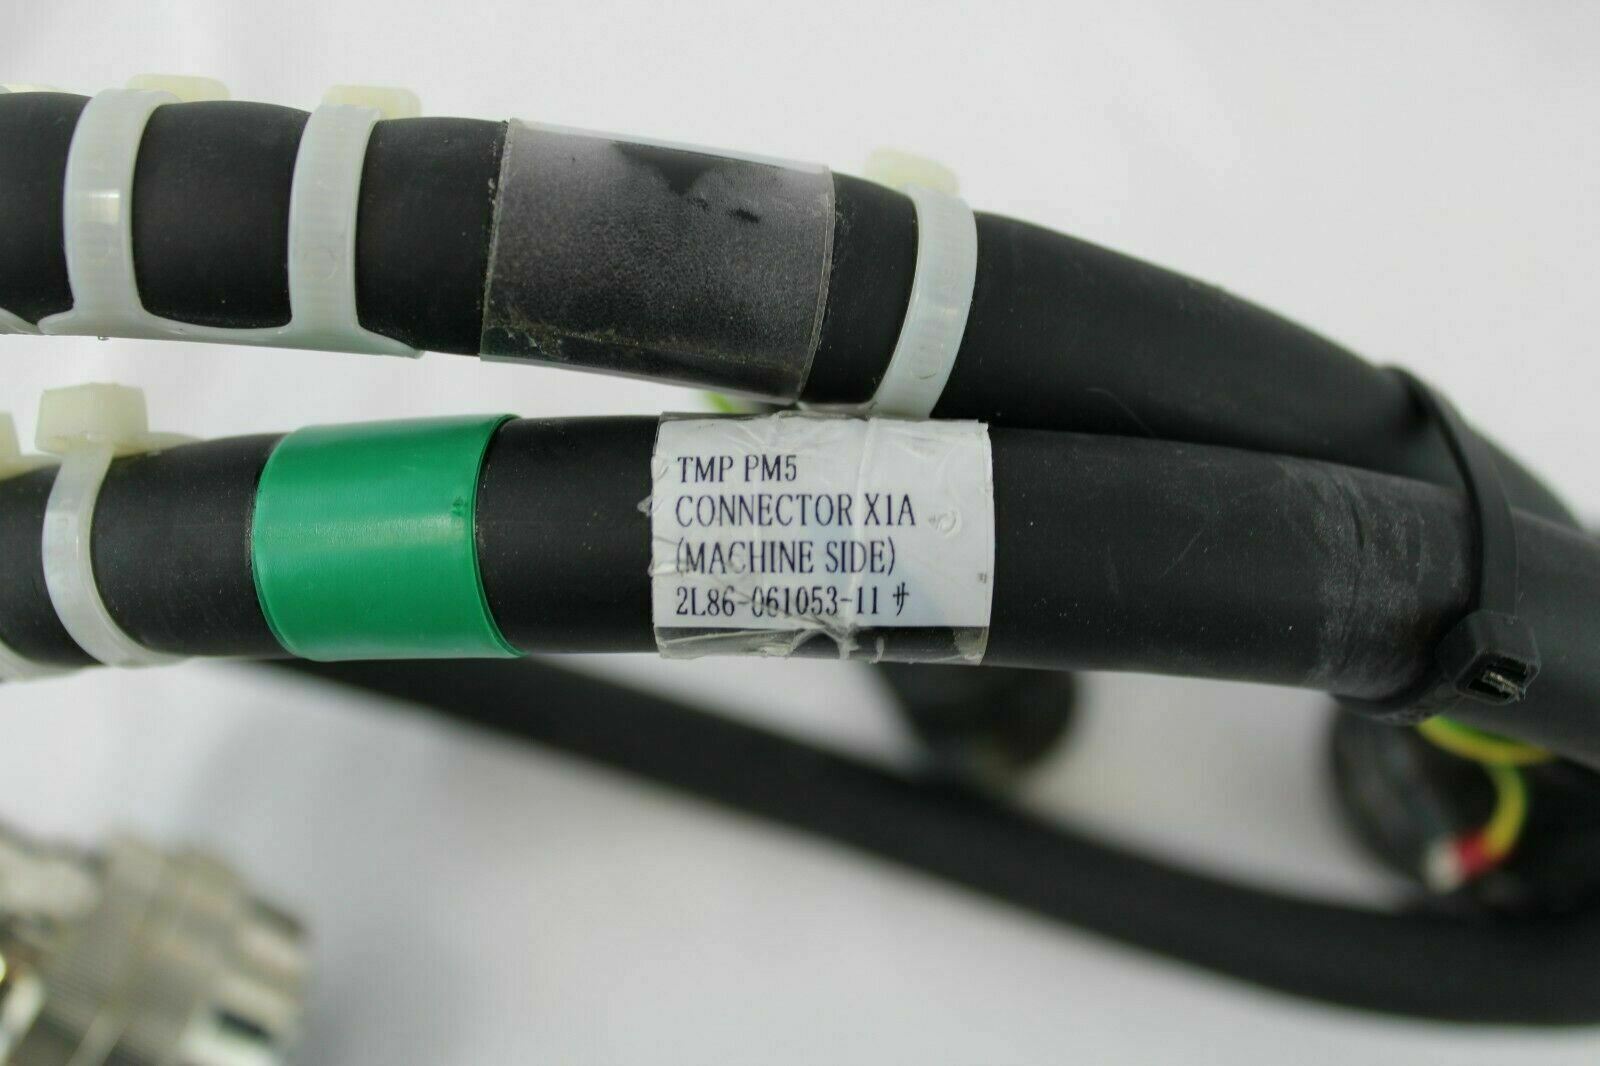 TMP PM5
CONNECTOR X1A
(MACHINE SIDE)
2L86-061053-11 ｻ